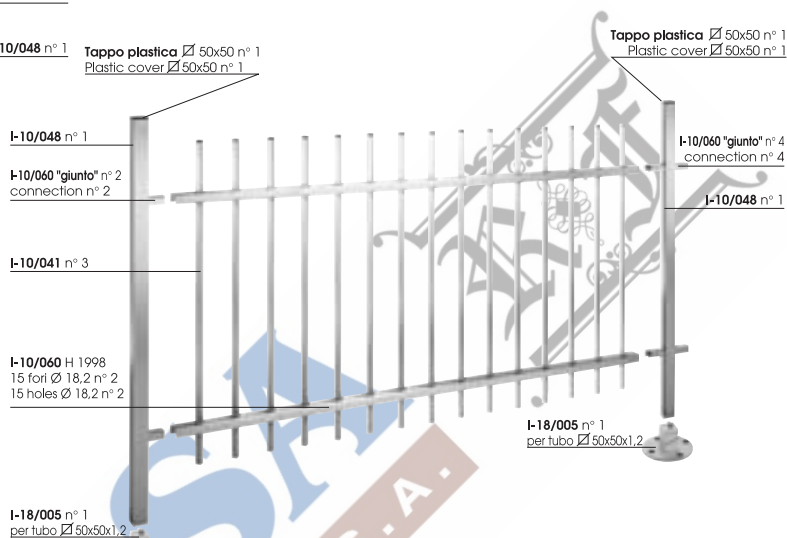 10/048 n° 1
Tappo plastica 50x50 n° 1
Plastic cover 50x50 n° 1
Tappo plastica 50x50 n° 1
Plastic cover 50x50 n° 1
I-10/048 n° 1
I-10/060 "giunto" n° 2
connection n° 2
I-10/060 "giunto" n° 4
connection n° 4
I-10/048 n° 1
I-10/041 n° 3
I-10/060 H 1998
15 fori Ø 18,2 n° 2
15 holes Ø 18,2 n° 2
I-18/005 n° 1
per tubo 50x50x1,2
I-18/005 n° 1
per tubo 50x50x1,2
SA
S.A.